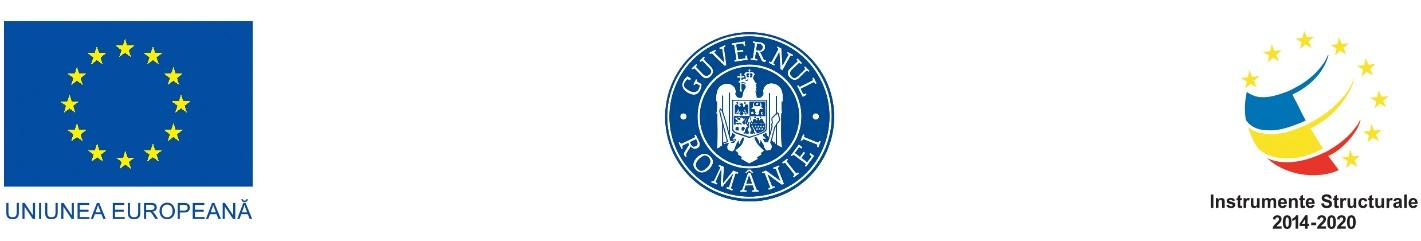 UNIUNEA EUROPEANĂ
GUVERNUL
ROMÂNIEI
Instrumente Structurale
2014-2020